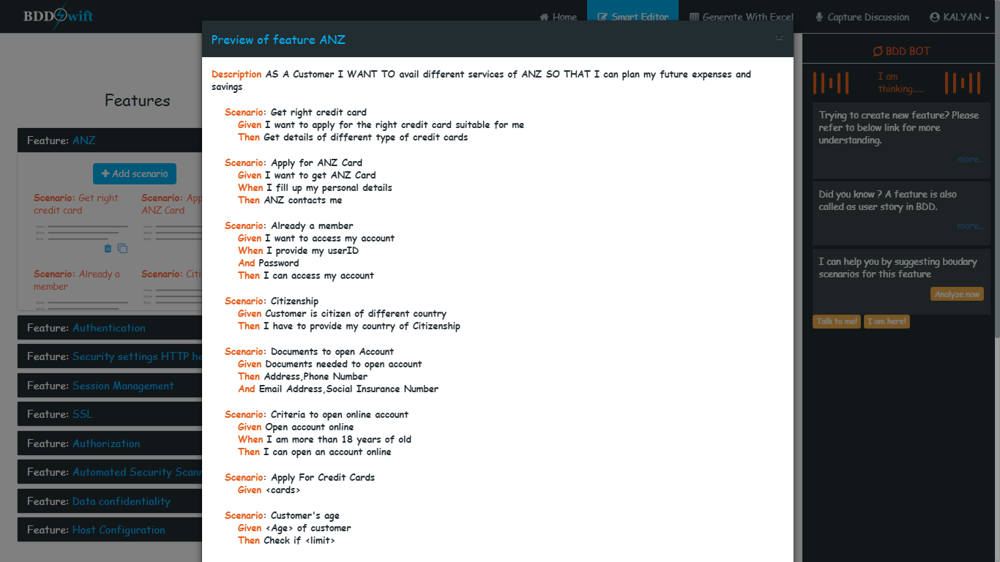 BDDSwift
Home
Smart Editor
Generate With Excel
Capture Discussion
KALYAN
Features
Feature: ANZ
Add scenario
Scenario: Get right
credit card
Scenario: App
ANZ Card
Scenario: Already a
member
Scenario: Citi
Feature: Authentication
Feature: Security settings HTTP he
Feature: Session Management
Feature: SSL
Feature: Authorization
Feature: Automated Security Scann
Feature: Data confidentiality
Feature: Host Configuration
Preview of feature ANZ
Description AS A Customer I WANT TO avail different services of ANZ SO THAT I can plan my future expenses and
savings
Scenario: Get right credit card
Given I want to apply for the right credit card suitable for me
Then Get details of different type of credit cards
Scenario: Apply for ANZ Card
Given I want to get ANZ Card
When I fill up my personal details
Then ANZ contacts me
Scenario: Already a member
Given I want to access my account
When I provide my userID
And Password
Then I can access my account
Scenario: Citizenship
Given Customer is citizen of different country
Then I have to provide my country of Citizenship
Scenario: Documents to open Account
Given Documents needed to open account
Then Address,Phone Number
And Email Address,Social Insurance Number
Scenario: Criteria to open online account
Given Open account online
When I am more than 18 years of old
Then I can open an account online
Scenario: Apply For Credit Cards
Given <cards>
Scenario: Customer's age
Given <Age> of customer
Then Check if <limit>
BDD BOT
I am
thinking.....
Trying to create new feature? Please
refer to below link for more
understanding.
more..
Did you know ? A feature is also
called as user story in BDD.
more..
I can help you by suggesting boudary
scenarios for this feature
Analyze now
Talk to me!
I am here!